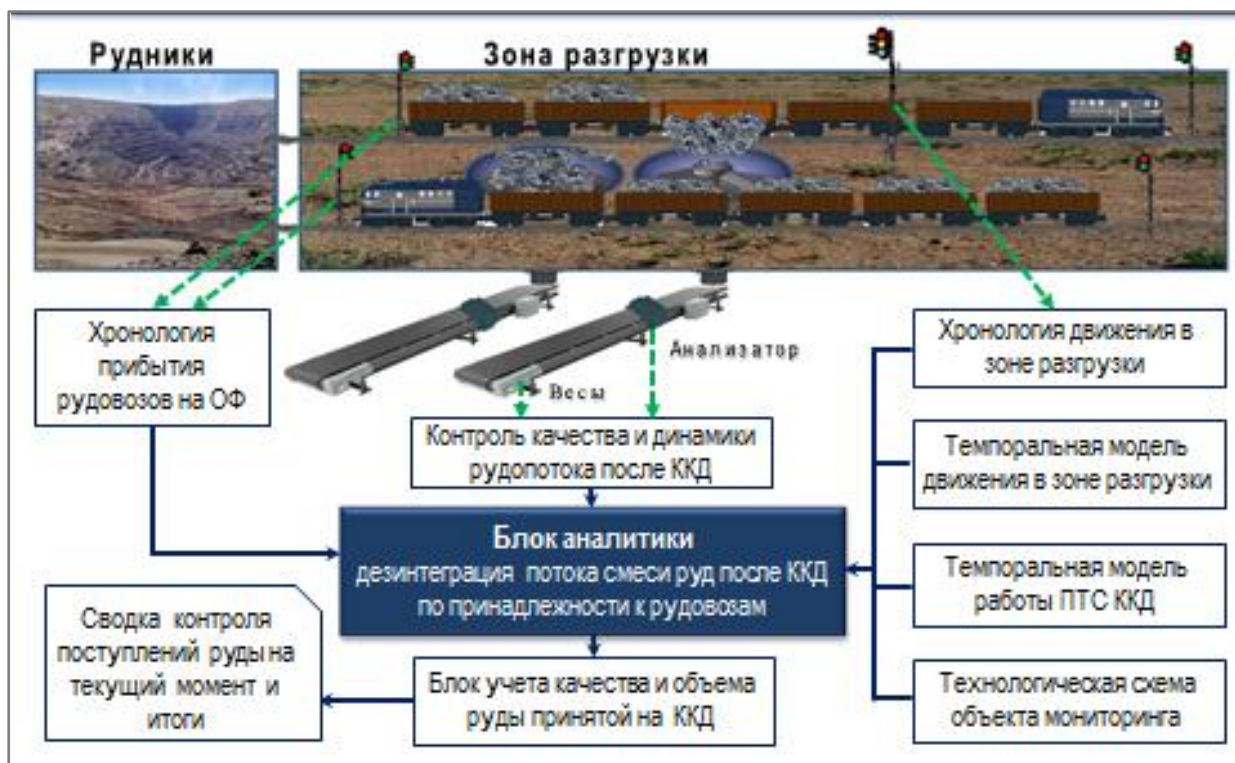 Рудники
Зона разгрузки
Хронология
прибытия
рудовозов на ОФ
Анализатор
Весы
Контроль качества и динамики
рудопотока после ККД
Хронология движения в
зоне разгрузки
Темпоральная модель
движения в зоне разгрузки
Блок аналитики
дезинтеграция потока смеси руд после ККД
по принадлежности к рудовозам
Темпоральная модель
работы ПТС ККД
Сводка контроля
поступлений руды на
текущий момент и
итоги
Блок учета качества и объема
руды принятой на ККД
Технологическая схема
объекта мониторинга